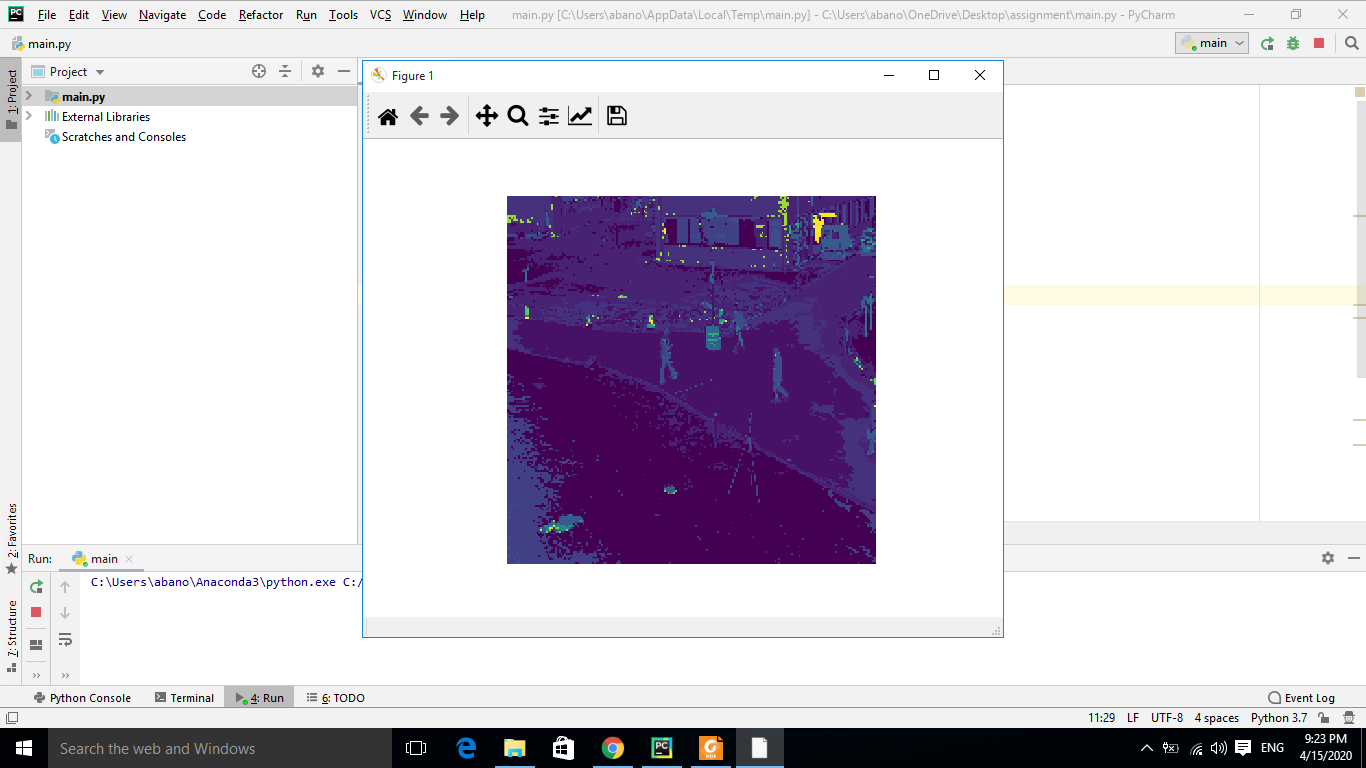 File Edit View Navigate Code Refactor Run Tools VCS Window Help main.py [C:\Users\abano\AppData\Local\Temp\main.py] - C:\Users\abano\OneDrive\Desktop\assignment\main.py - PyCharm
main.py
main
1: Project
Project
main.py
External Libraries
Scratches and Consoles
Figure 1
2: Favorites
7: Structure
Run: main
C:\Users\abano\Anaconda3\python.exe C:/
Python Console Terminal 4: Run 6: TODO Event Log
11:29 LF UTF-8 4 spaces Python 3.7
Search the web and Windows
ENG
9:23 PM
4/15/2020